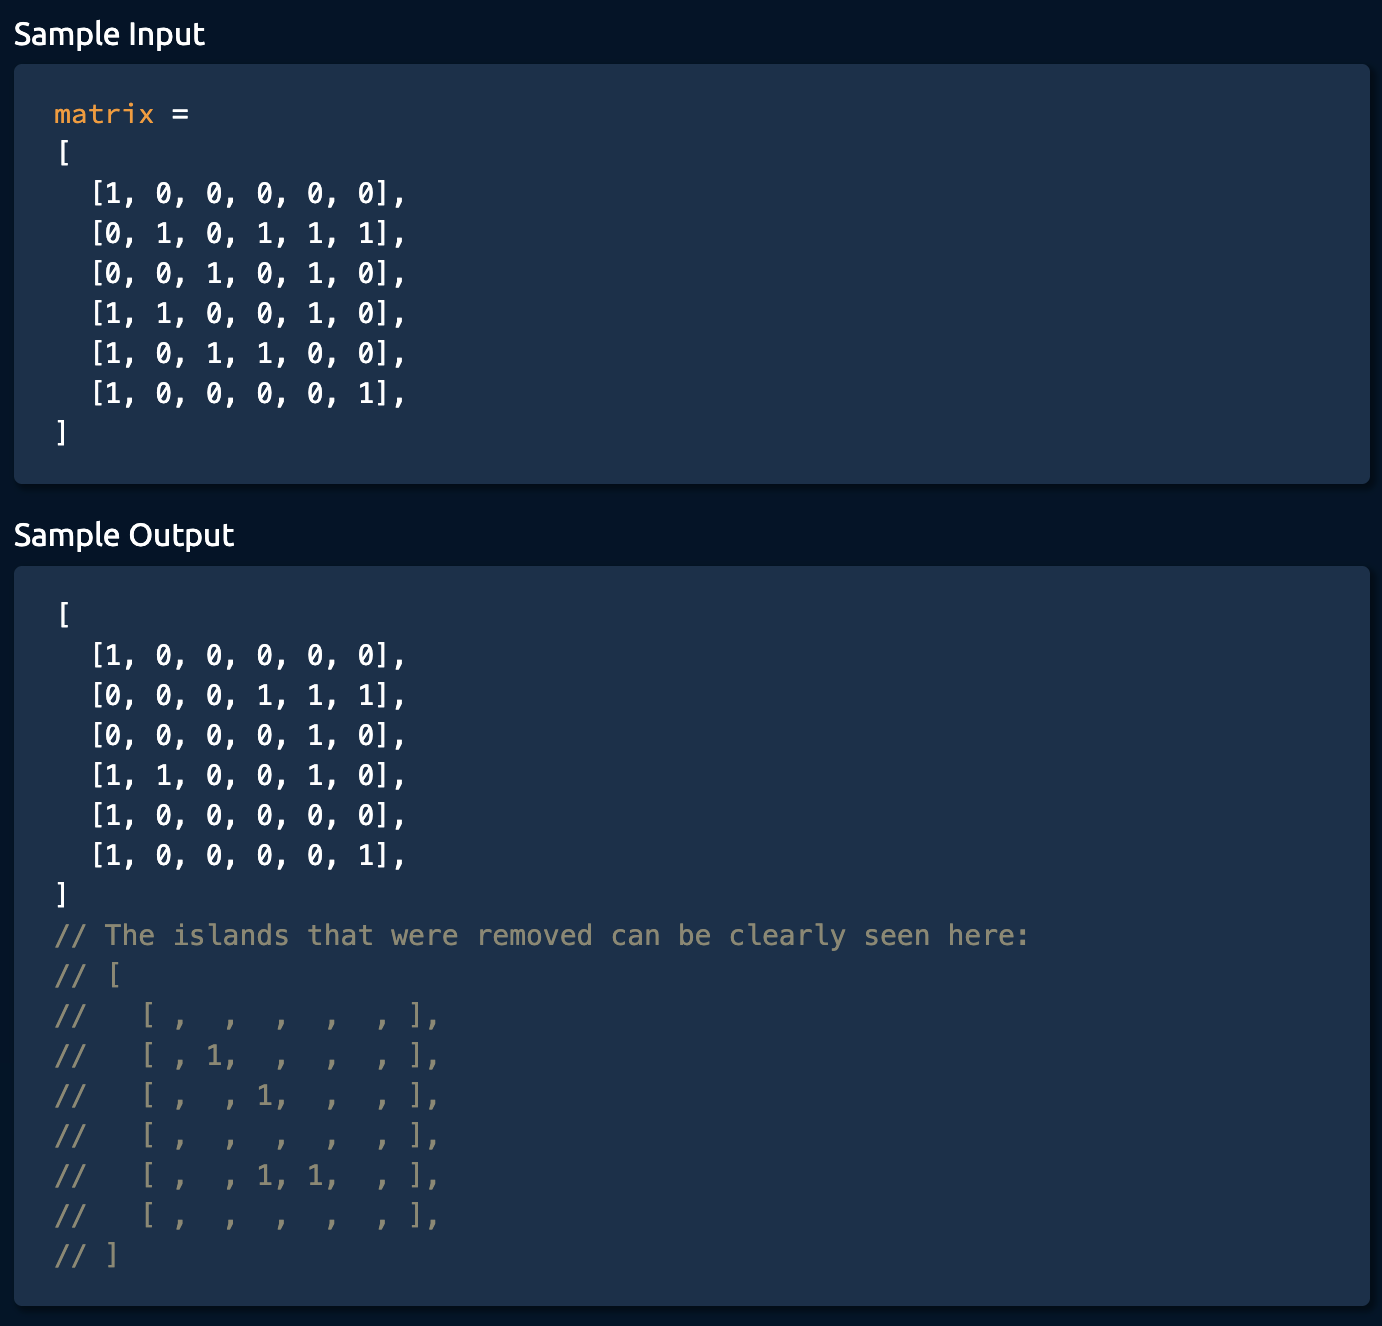 Sample Input
matrix =
[
  [1, 0, 0, 0, 0, 0],
  [0, 1, 0, 1, 1, 1],
  [0, 0, 1, 0, 1, 0],
  [1, 1, 0, 0, 1, 0],
  [1, 0, 1, 1, 0, 0],
  [1, 0, 0, 0, 0, 1],
]
Sample Output
[
  [1, 0, 0, 0, 0, 0],
  [0, 0, 0, 1, 1, 1],
  [0, 0, 0, 0, 1, 0],
  [1, 1, 0, 0, 1, 0],
  [1, 0, 0, 0, 0, 0],
  [1, 0, 0, 0, 0, 1],
]
// The islands that were removed can be clearly seen here:
// [
//   [ ,  ,  ,  ,  , ],
//   [ , 1,  ,  ,  , ],
//   [ ,  , 1,  ,  , ],
//   [ ,  ,  ,  ,  , ],
//   [ ,  , 1, 1,  , ],
//   [ ,  ,  ,  ,  , ],
// ]